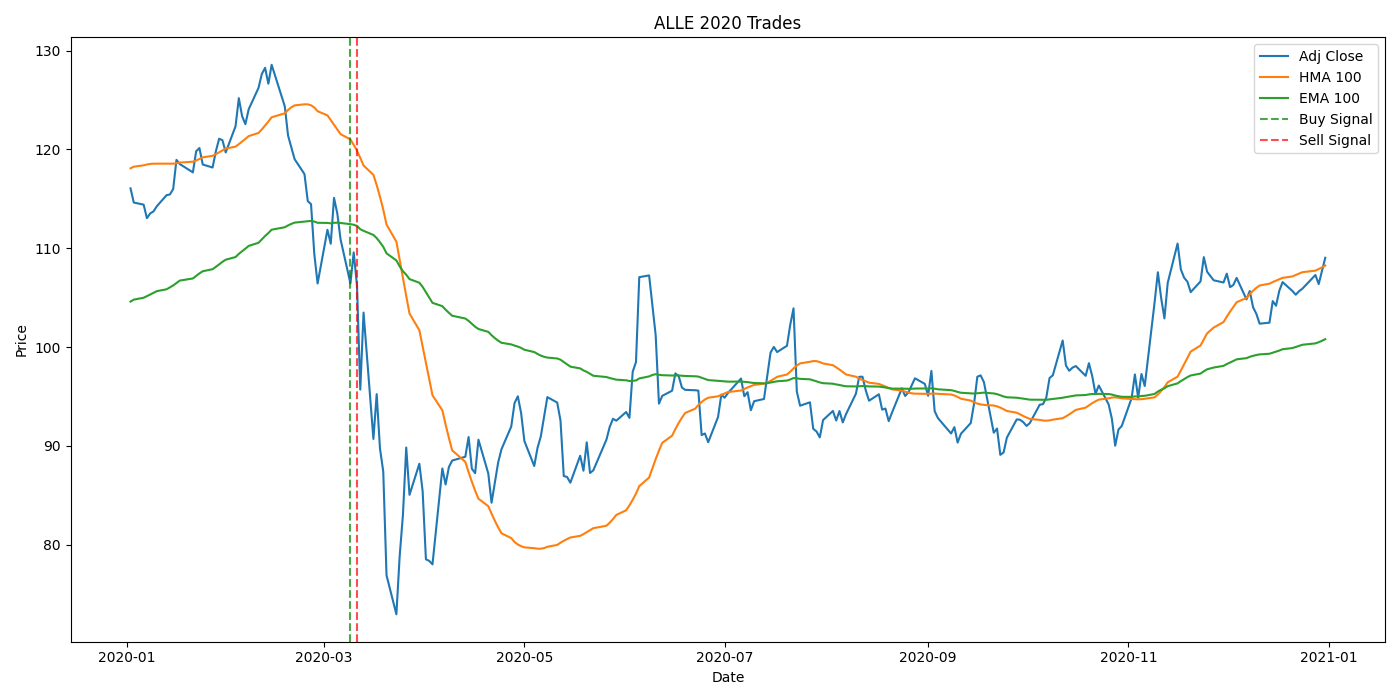 ALLE 2020 Trades
Adj Close
HMA 100
EMA 100
Buy Signal
Sell Signal
Price
130
120
110
100
90
80
2020-01
2020-03
2020-05
2020-07
2020-09
2020-11
2021-01
Date